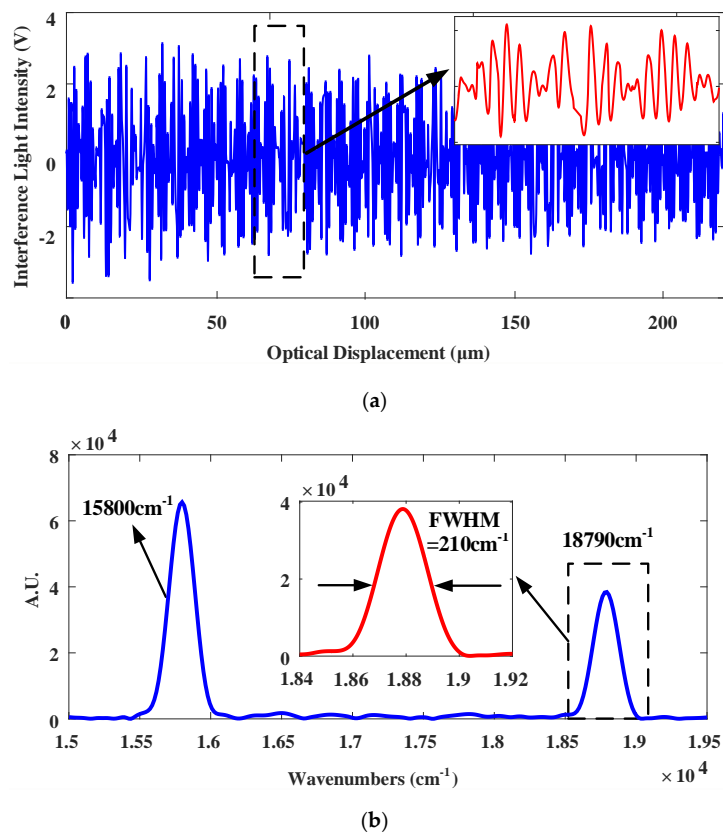 4
2
0
-2
Interference Light Intensity (V)
0
50
100
150
200
Optical Displacement (μm)
(a)
× 10⁴
8
6
4
2
0
A.U.
15800cm⁻¹
× 10⁴
4
2
0
FWHM
=210cm⁻¹
1.84 1.86 1.88 1.9 1.92
18790cm⁻¹
1.5 1.55 1.6 1.65 1.7 1.75 1.8 1.85 1.9 1.95
Wavenumbers (cm⁻¹)
× 10⁴
(b)